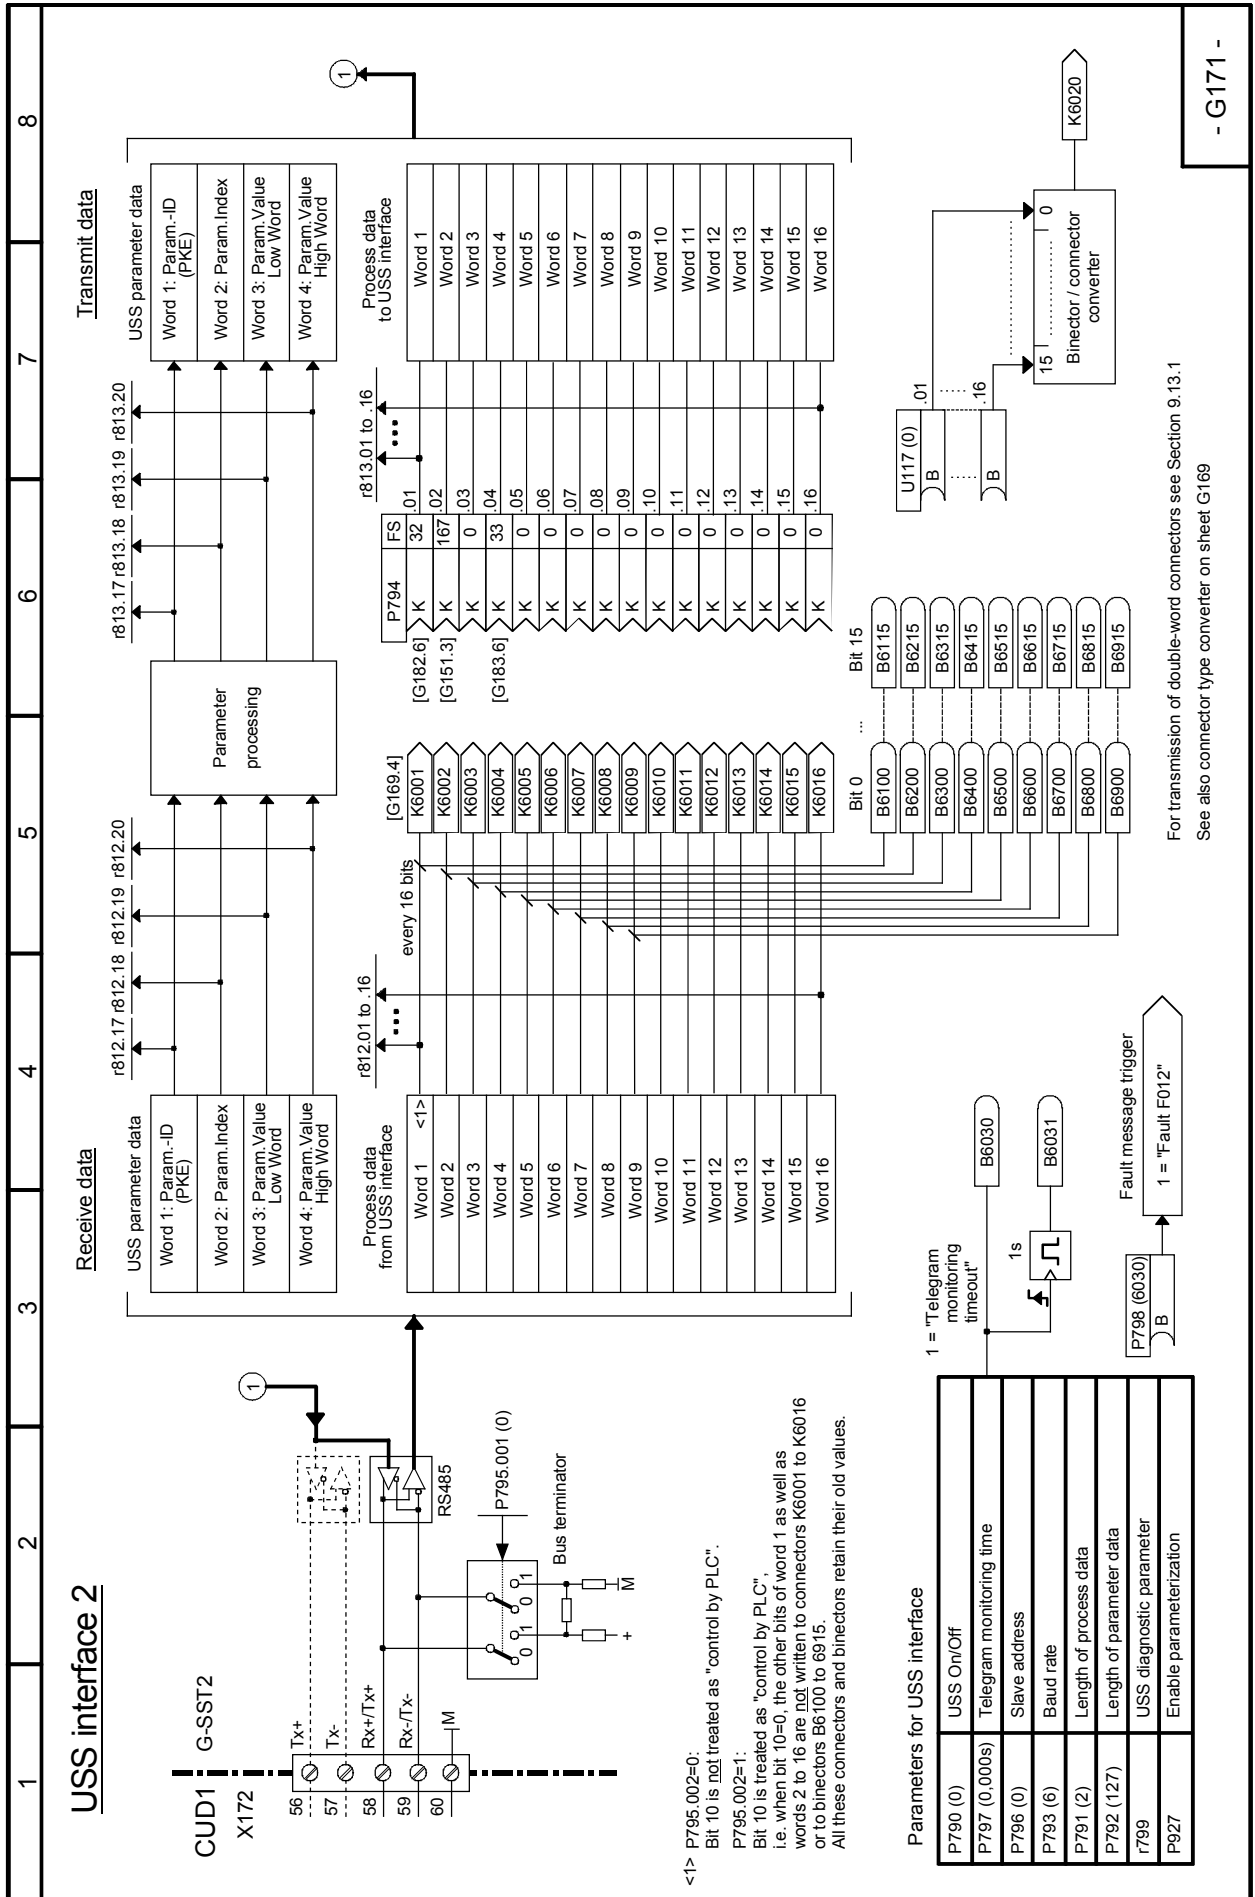 1 2 3 4 5 6 7 8
USS interface 2
CUD1 G-SST2
X172
56 Tx+
57 Tx-
58 Rx+/Tx+
59 Rx-/Tx-
60 M
1
RS485
P795.001 (0)
0 1 0 1
Bus terminator
+ M
<1> P795.002=0:
Bit 10 is not treated as "control by PLC".
P795.002=1:
Bit 10 is treated as "control by PLC",
i.e. when bit 10=0, the other bits of word 1 as well as
words 2 to 16 are not written to connectors K6001 to K6016
or to binectors B6100 to 6915.
All these connectors and binectors retain their old values.
Parameters for USS interface
P790 (0) USS On/Off
P797 (0,000s) Telegram monitoring time
P796 (0) Slave address
P793 (6) Baud rate
P791 (2) Length of process data
P792 (127) Length of parameter data
r799 USS diagnostic parameter
P927 Enable parameterization
1 = "Telegram
monitoring
timeout"
B6030
1s
B6031
Fault message trigger
P798 (6030)
B
1 = "Fault F012"
Receive data
USS parameter data
Word 1: Param.-ID
(PKE)
Word 2: Param.Index
Word 3: Param.Value
Low Word
Word 4: Param.Value
High Word
r812.17 r812.18 r812.19 r812.20
Parameter
processing
r813.17 r813.18 r813.19 r813.20
Transmit data
USS parameter data
Word 1: Param.-ID
(PKE)
Word 2: Param.Index
Word 3: Param.Value
Low Word
Word 4: Param.Value
High Word
1
Process data
from USS interface
Word 1 <1>
Word 2
Word 3
Word 4
Word 5
Word 6
Word 7
Word 8
Word 9
Word 10
Word 11
Word 12
Word 13
Word 14
Word 15
Word 16
r812.01 to .16
every 16 bits
[G169.4]
K6001
K6002
K6003
K6004
K6005
K6006
K6007
K6008
K6009
K6010
K6011
K6012
K6013
K6014
K6015
K6016
Bit 0 ... Bit 15
B6100 B6115
B6200 B6215
B6300 B6315
B6400 B6415
B6500 B6515
B6600 B6615
B6700 B6715
B6800 B6815
B6900 B6915
P794 FS
[G182.6] K 32 .01
[G151.3] K 167 .02
K 0 .03
[G183.6] K 33 .04
K 0 .05
K 0 .06
K 0 .07
K 0 .08
K 0 .09
K 0 .10
K 0 .11
K 0 .12
K 0 .13
K 0 .14
K 0 .15
K 0 .16
r813.01 to .16
Process data
to USS interface
Word 1
Word 2
Word 3
Word 4
Word 5
Word 6
Word 7
Word 8
Word 9
Word 10
Word 11
Word 12
Word 13
Word 14
Word 15
Word 16
U117 (0)
B .01
B .16
15 0
Binector / connector
converter
K6020
For transmission of double-word connectors see Section 9.13.1
See also connector type converter on sheet G169
- G171 -